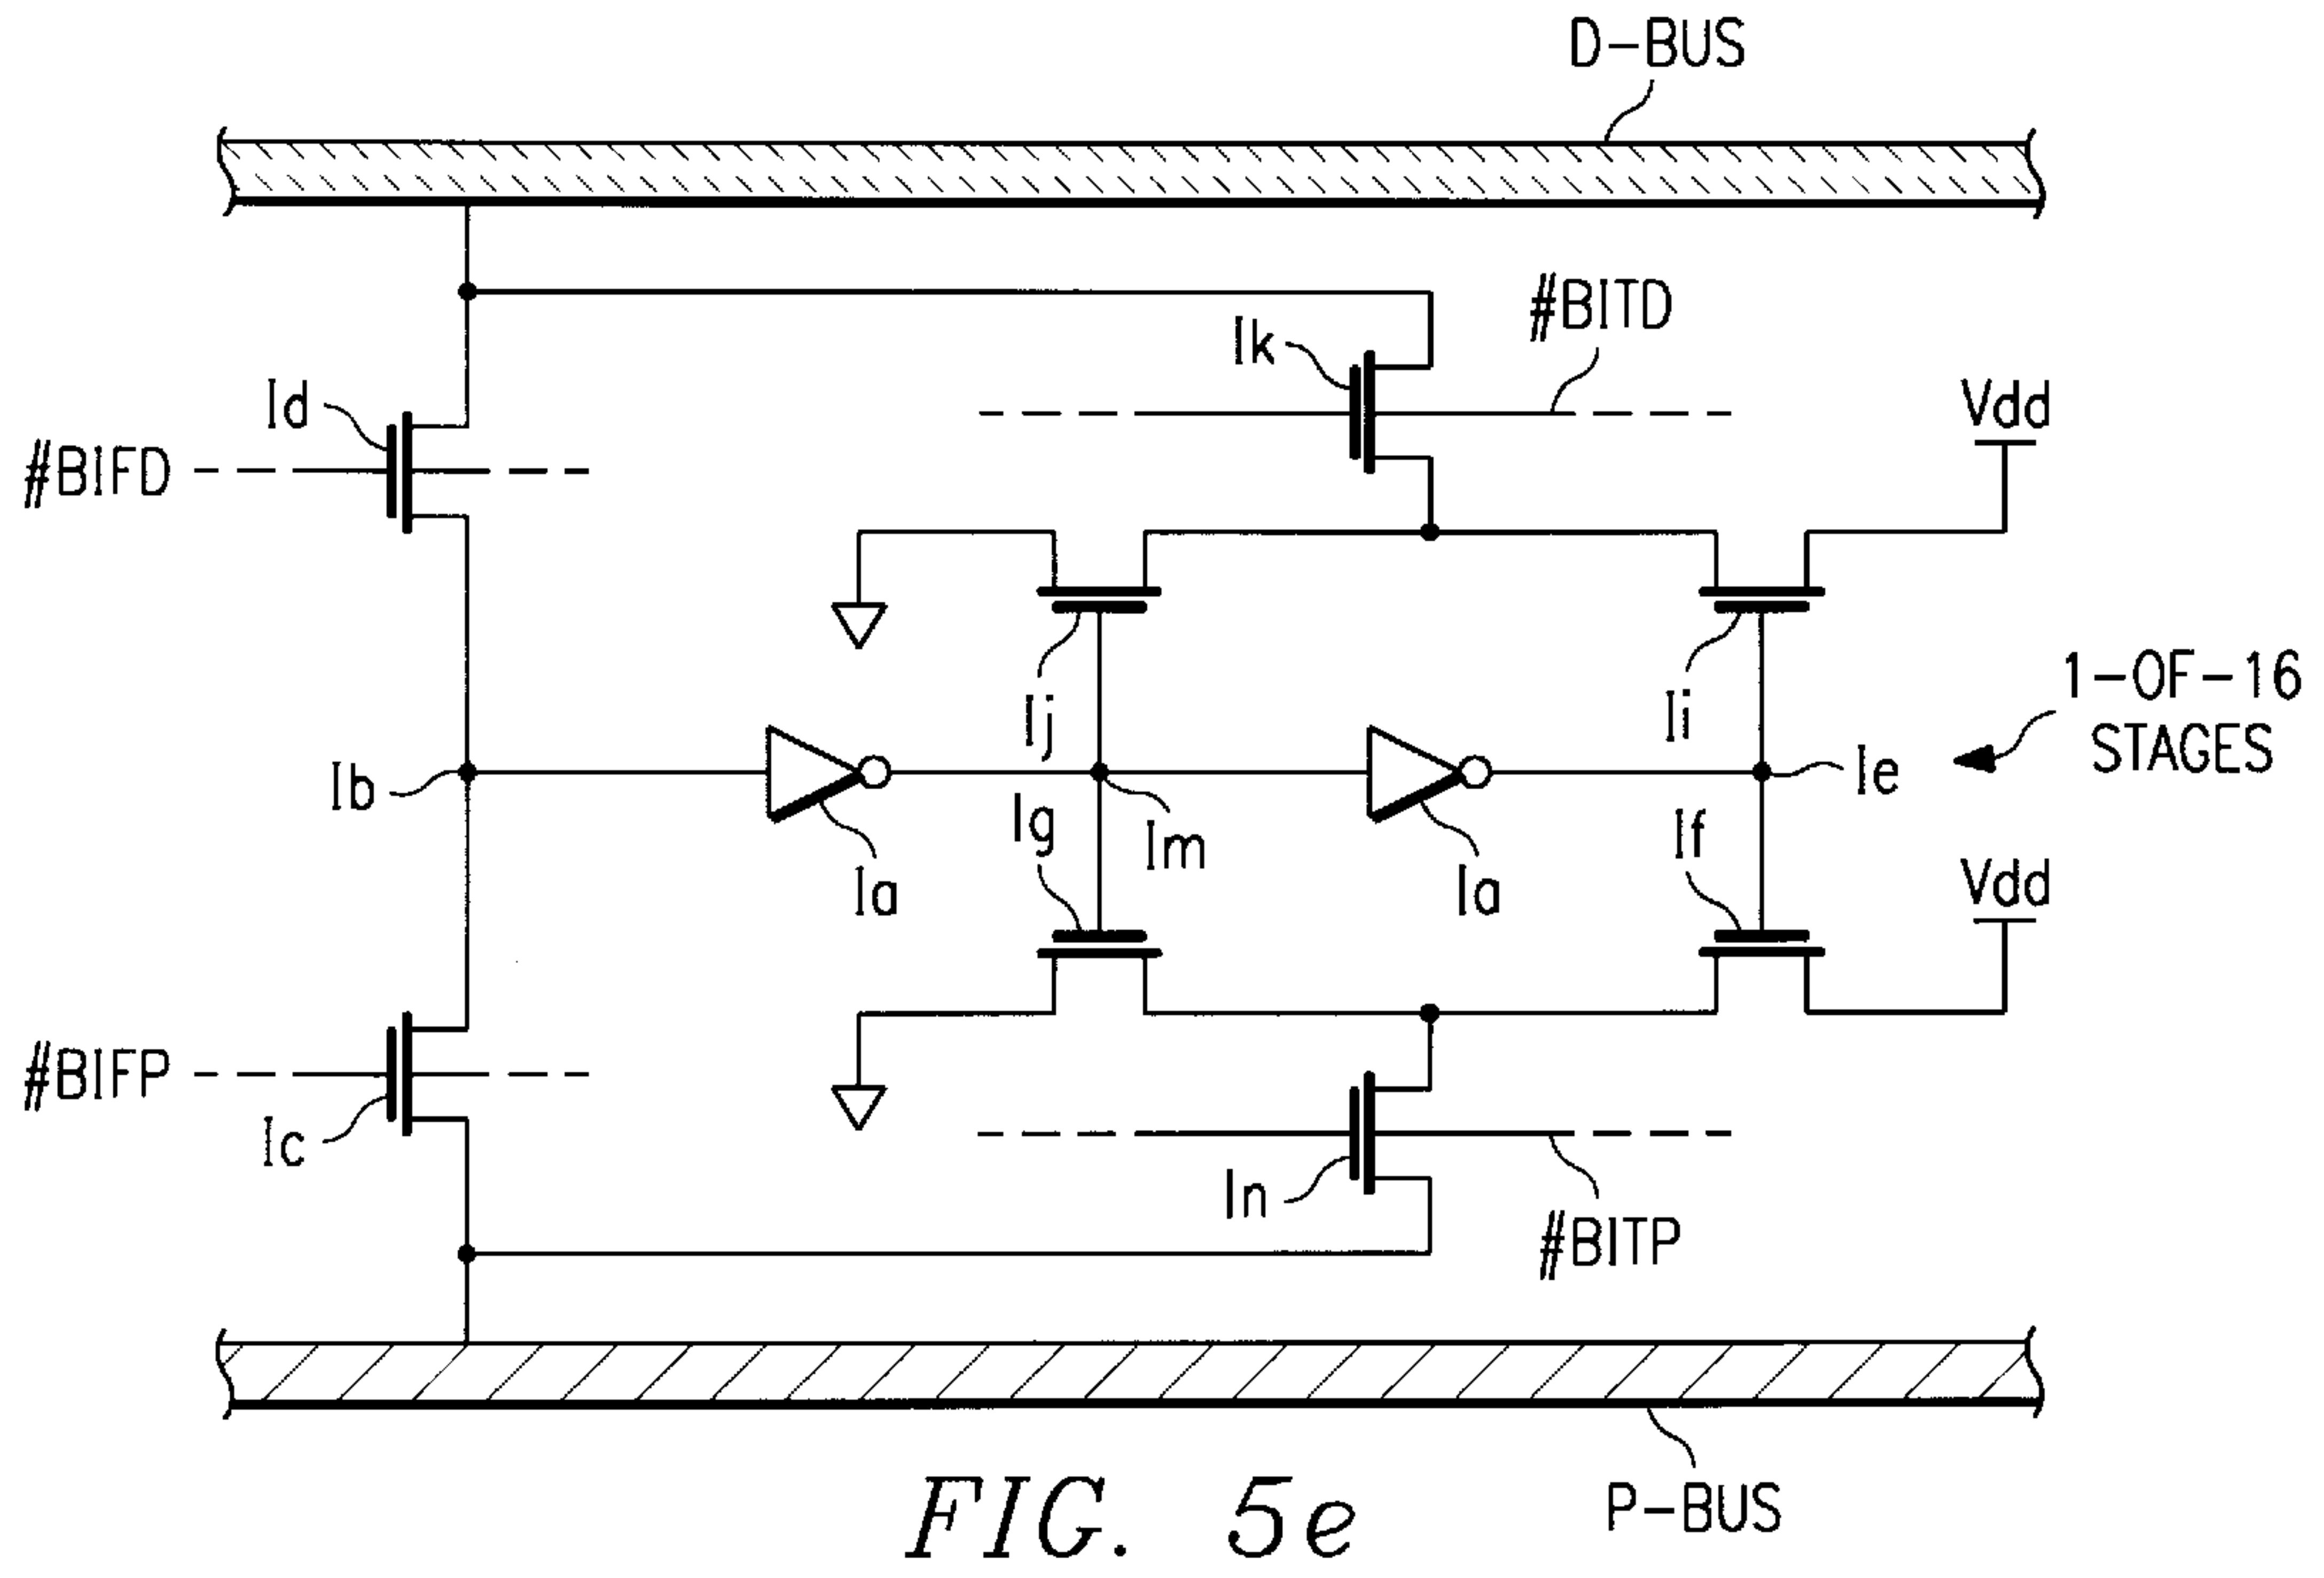 D-BUS
#BITD
Ik
Id
Vdd
#BIFD
1-OF-16
STAGES
Ij
Ii
Ib
Ie
Ig
Im
If
Ia
Ia
Vdd
#BIFP
Ic
In
#BITP
P-BUS
FIG. 5e